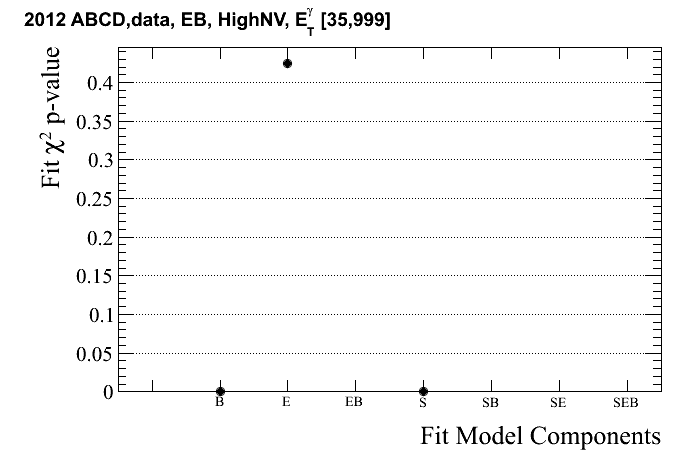 2012 ABCD,data, EB, HighNV, E_T^γ [35,999]
Fit χ² p-value
0.4
0.35
0.3
0.25
0.2
0.15
0.1
0.05
0
B E EB S SB SE SEB
Fit Model Components